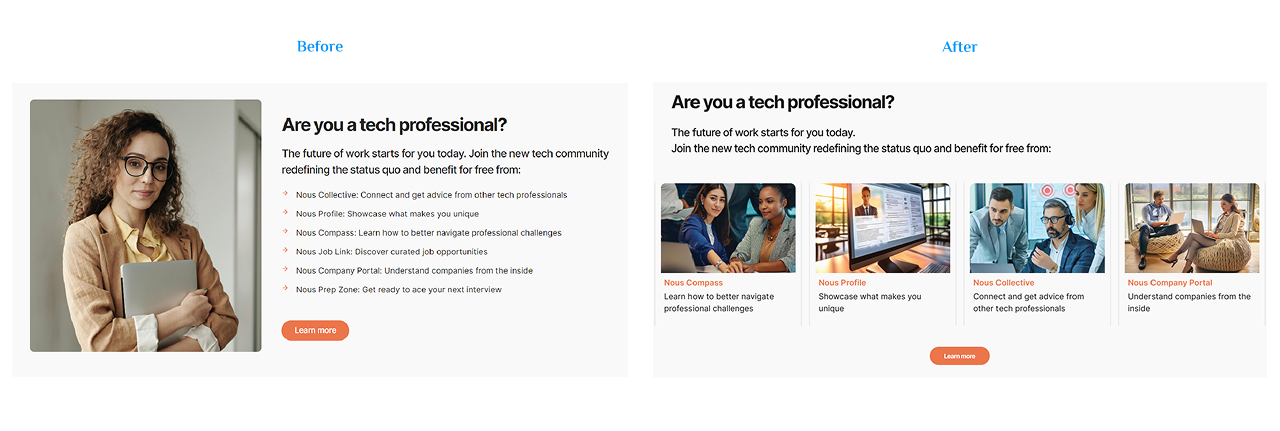 Before
Are you a tech professional?
The future of work starts for you today. Join the new tech community
redefining the status quo and benefit for free from:
Nous Collective: Connect and get advice from other tech professionals
Nous Profile: Showcase what makes you unique
Nous Compass: Learn how to better navigate professional challenges
Nous Job Link: Discover curated job opportunities
Nous Company Portal: Understand companies from the inside
Nous Prep Zone: Get ready to ace your next interview
Learn more
After
Are you a tech professional?
The future of work starts for you today.
Join the new tech community redefining the status quo and benefit for free from:
Nous Compass
Learn how to better navigate
professional challenges
Nous Profile
Showcase what makes you
unique
Nous Collective
Connect and get advice from
other tech professionals
Nous Company Portal
Understand companies from the
inside
Learn more